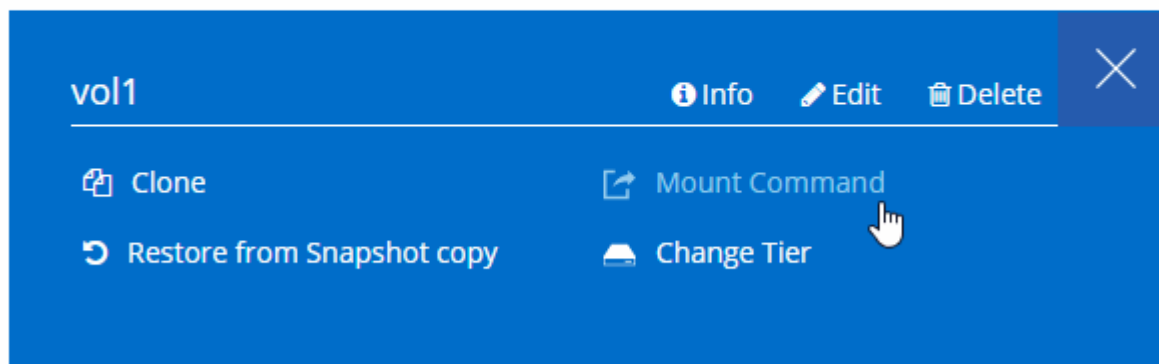 vol1 Info Edit Delete
Clone Mount Command
Restore from Snapshot copy Change Tier